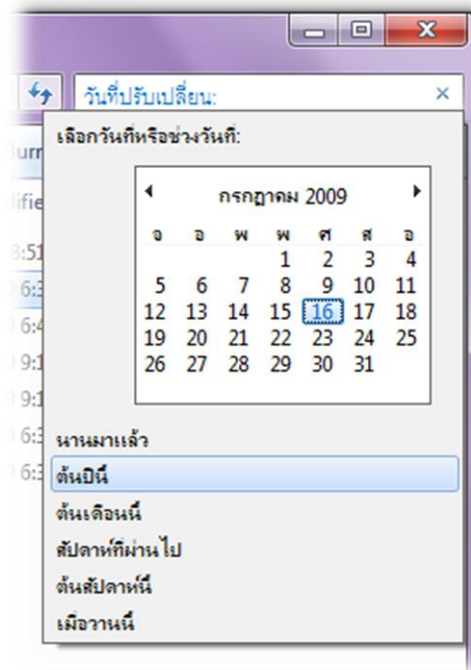 วันที่ปรับเปลี่ยน:
เลือกวันที่หรือช่วงวันที่:
กรกฎาคม 2009
จ อ พ พ ศ ส อ
1 2 3 4
5 6 7 8 9 10 11
12 13 14 15 16 17 18
19 20 21 22 23 24 25
26 27 28 29 30 31
นานมาแล้ว
ต้นปีนี้
ต้นเดือนนี้
สัปดาห์ที่ผ่านไป
ต้นสัปดาห์นี้
เมื่อวานนี้